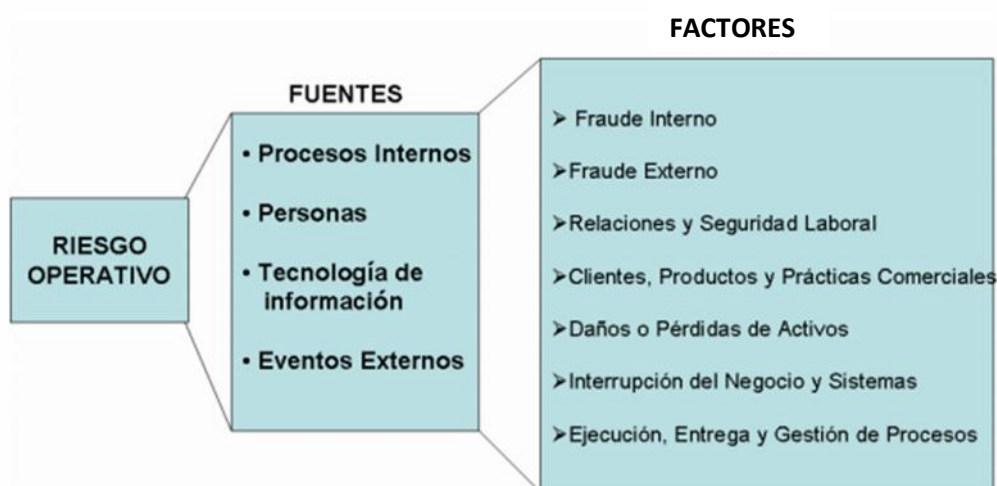 FACTORES
FUENTES
RIESGO
OPERATIVO
• Procesos Internos
• Personas
• Tecnología de
información
• Eventos Externos
➢ Fraude Interno
➢Fraude Externo
➢Relaciones y Seguridad Laboral
➢Clientes, Productos y Prácticas Comerciales
➢Daños o Pérdidas de Activos
➢Interrupción del Negocio y Sistemas
➢Ejecución, Entrega y Gestión de Procesos